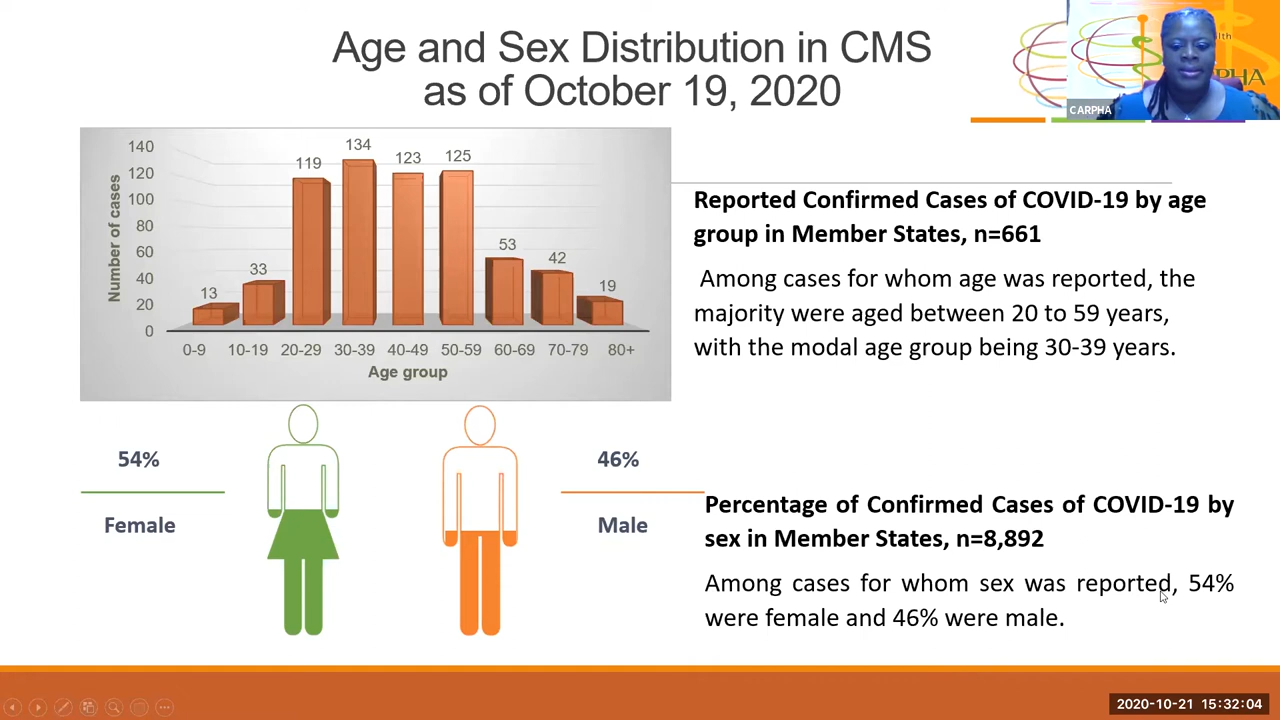 Age and Sex Distribution in CMS
as of October 19, 2020
lth
PHA
CARPHA
Number of cases
140
120
100
80
60
40
20
0
13
33
119
134
123
125
53
42
19
0-9 10-19 20-29 30-39 40-49 50-59 60-69 70-79 80+
Age group
Reported Confirmed Cases of COVID-19 by age
group in Member States, n=661
Among cases for whom age was reported, the
majority were aged between 20 to 59 years,
with the modal age group being 30-39 years.
54%
Female
46%
Male
Percentage of Confirmed Cases of COVID-19 by
sex in Member States, n=8,892
Among cases for whom sex was reported, 54%
were female and 46% were male.
2020-10-21 15:32:04